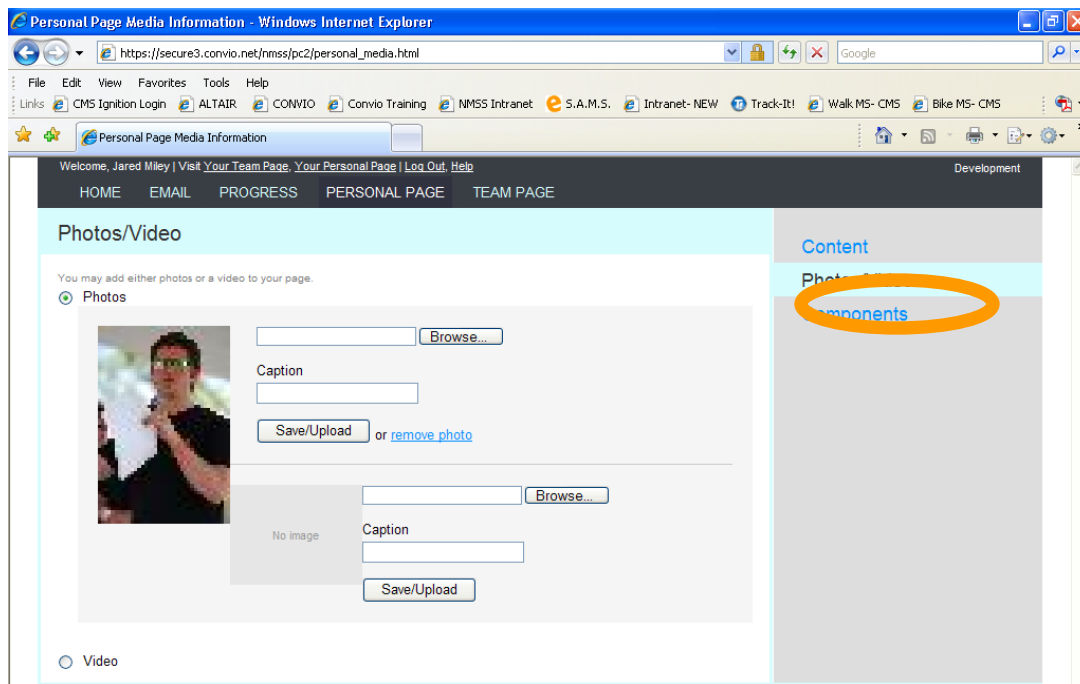 Personal Page Media Information - Windows Internet Explorer
https://secure3.convio.net/nmss/pc2/personal_media.html
Google
File Edit View Favorites Tools Help
Links CMS Ignition Login ALTAIR CONVIO Convio Training NMSS Intranet S.A.M.S. Intranet- NEW Track-It! Walk MS- CMS Bike MS- CMS
Personal Page Media Information
Welcome, Jared Miley | Visit Your Team Page, Your Personal Page | Log Out, Help
Development
HOME EMAIL PROGRESS PERSONAL PAGE TEAM PAGE
Photos/Video
Content
Photos/Video
Components
You may add either photos or a video to your page.
Photos
Browse...
Caption
Save/Upload or remove photo
Browse...
No image
Caption
Save/Upload
Video